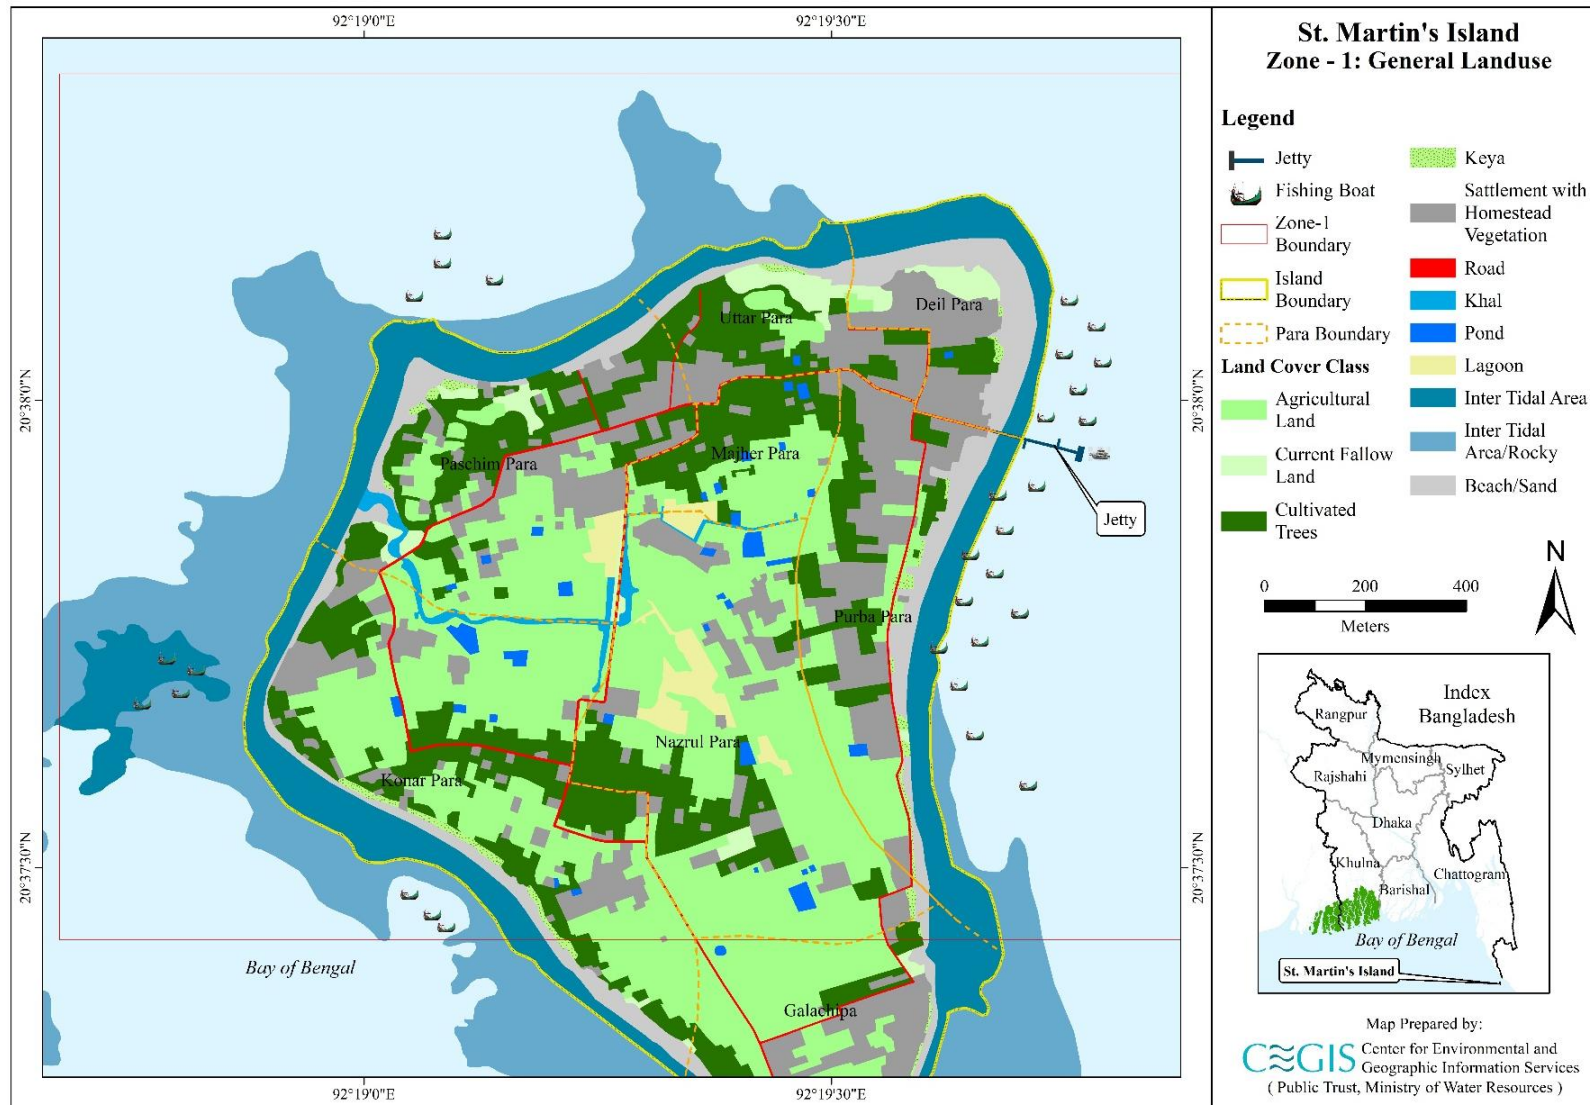 92°19'0"E
92°19'30"E
St. Martin's Island
Zone - 1: General Landuse
Legend
Jetty
Fishing Boat
Zone-1
Boundary
Island
Boundary
Para Boundary
Land Cover Class
Agricultural
Land
Current Fallow
Land
Cultivated
Trees
Keya
Sattlement with
Homestead
Vegetation
Road
Khal
Pond
Lagoon
Inter Tidal Area
Inter Tidal
Area/Rocky
Beach/Sand
N
0 200 400
Meters
Deil Para
Uttar Para
20°38'0"N
20°38'0"N
Majher Para
Paschim Para
Jetty
Purba Para
Nazrul Para
Konar Para
20°37'30"N
20°37'30"N
Bay of Bengal
Galachipa
92°19'0"E
92°19'30"E
Index
Bangladesh
Rangpur
Mymensingh
Sylhet
Rajshahi
Dhaka
Khulna
Chattogram
Barishal
Bay of Bengal
St. Martin's Island
Map Prepared by:
CEGIS Center for Environmental and
Geographic Information Services
( Public Trust, Ministry of Water Resources )